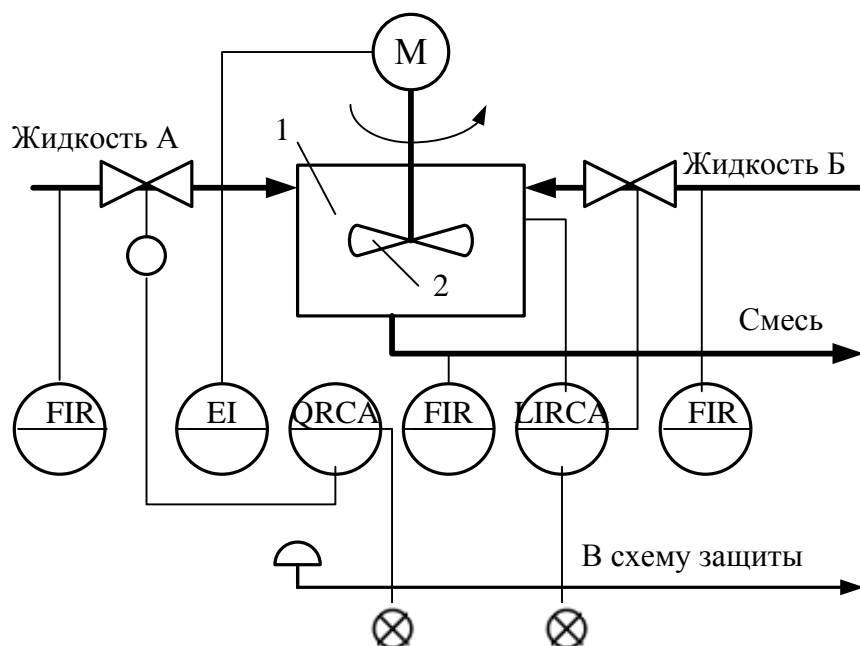 М
1
Жидкость А
Жидкость Б
2
Смесь
FIR
EI
QRCA
FIR
LIRCA
FIR
В схему защиты